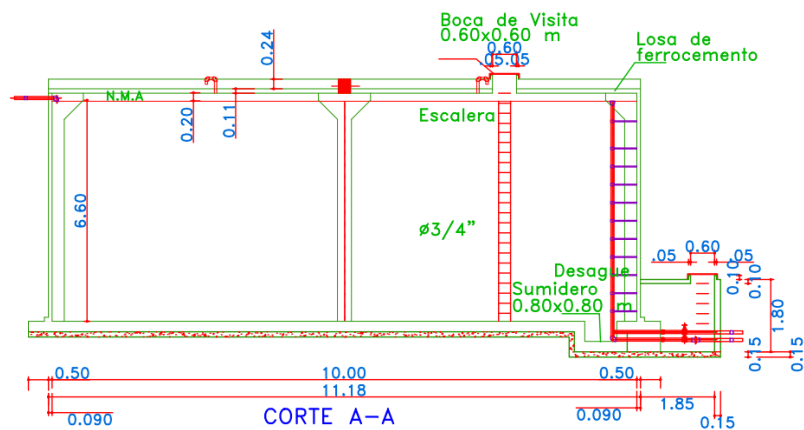 Boca de Visita
0.60x0.60 m
0.60
.05
.05
Losa de
ferrocemento
0.24
N.M.A
0.20
0.11
Escalera
6.60
ø3/4"
Desague
Sumidero
0.80x0.80 m
.05
0.60
.05
0.10
0.10
1.80
0.15
0.15
0.50
10.00
0.50
11.18
1.85
0.090
CORTE A-A
0.090
0.15